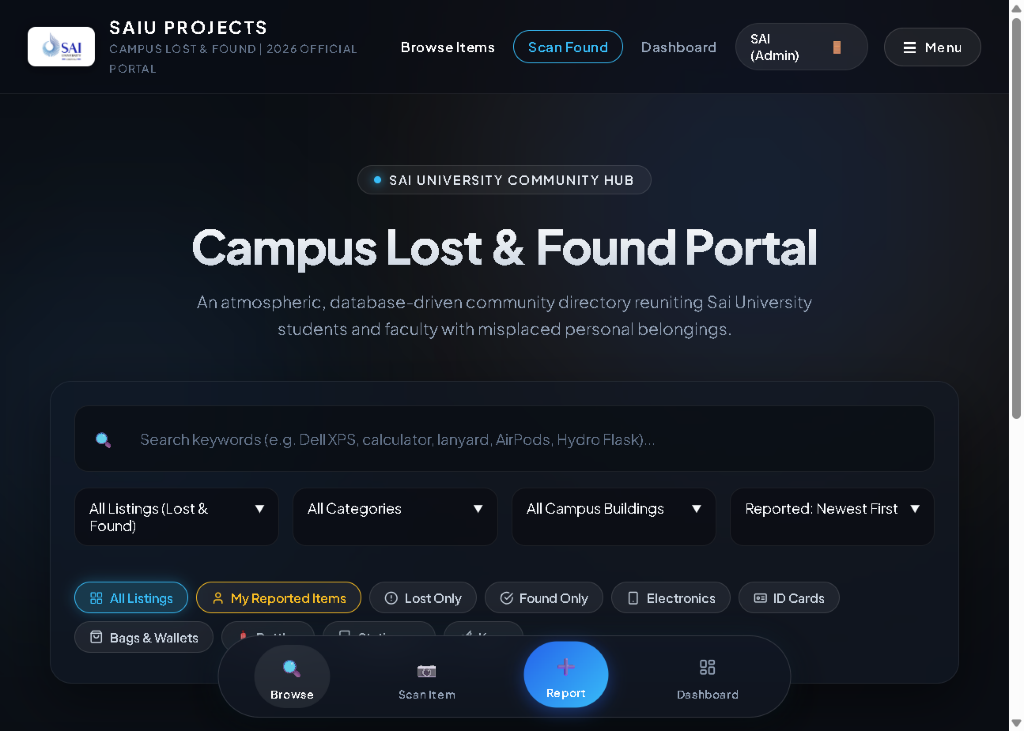 SAI
SAIU PROJECTS
CAMPUS LOST & FOUND | 2026 OFFICIAL
PORTAL
Browse Items
Scan Found
Dashboard
SAI
(Admin)
Menu
SAI UNIVERSITY COMMUNITY HUB
Campus Lost & Found Portal
An atmospheric, database-driven community directory reuniting Sai University
students and faculty with misplaced personal belongings.
Search keywords (e.g. Dell XPS, calculator, lanyard, AirPods, Hydro Flask)...
All Listings (Lost &
Found)
All Categories
All Campus Buildings
Reported: Newest First
All Listings
My Reported Items
Lost Only
Found Only
Electronics
ID Cards
Bags & Wallets
Browse
Scan Item
Report
Dashboard